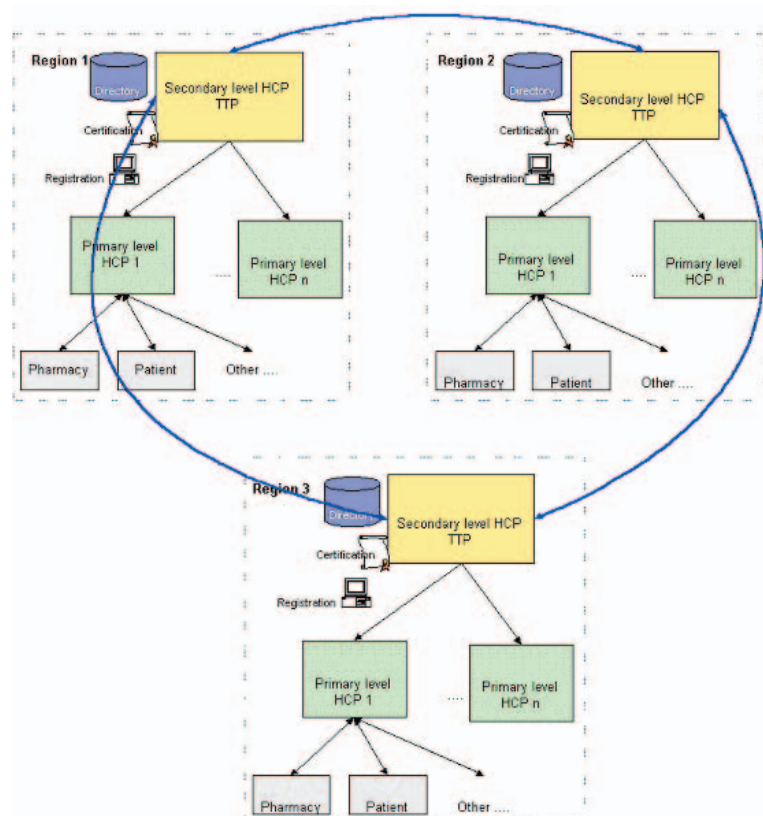 Region 1
Directory
Secondary level HCP
TTP
Certification
Registration
Primary level
HCP 1
....
Primary level
HCP n
Pharmacy
Patient
Other ....
Region 2
Directory
Secondary level HCP
TTP
Certification
Registration
Primary level
HCP 1
....
Primary level
HCP n
Pharmacy
Patient
Other ....
Region 3
Directory
Secondary level HCP
TTP
Certification
Registration
Primary level
HCP 1
....
Primary level
HCP n
Pharmacy
Patient
Other ....